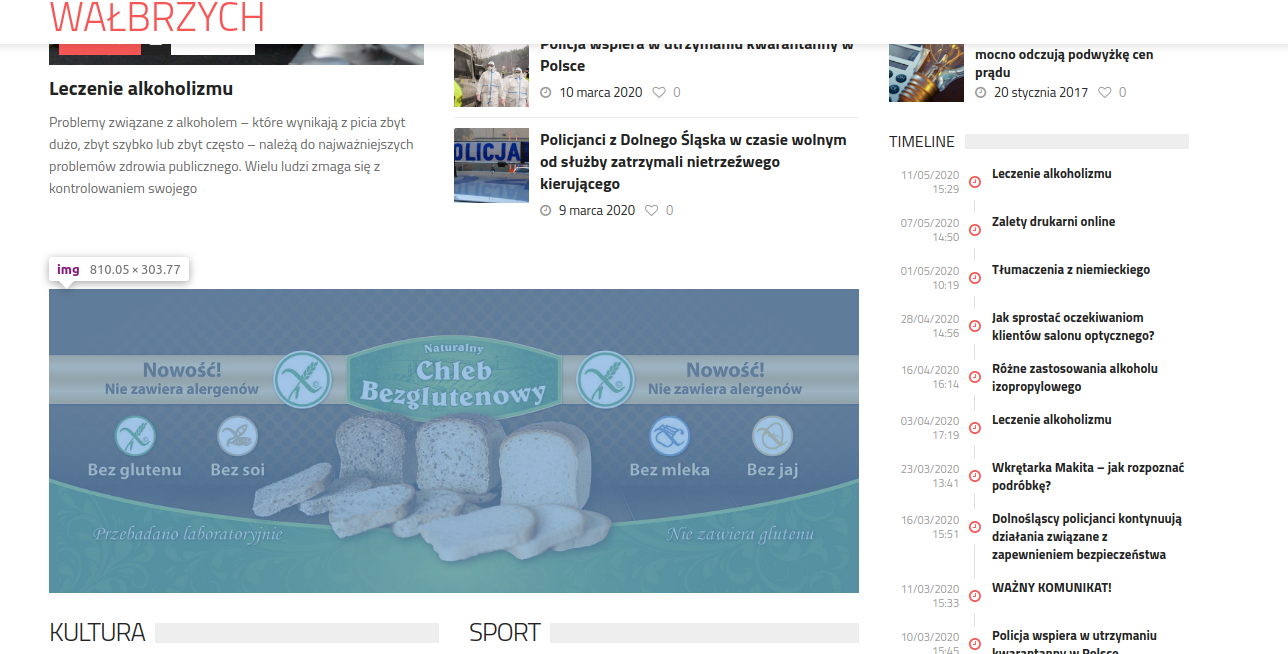 WAŁBRZYCH
Leczenie alkoholizmu
Problemy związane z alkoholem – które wynikają z picia zbyt
dużo, zbyt szybko lub zbyt często – należą do najważniejszych
problemów zdrowia publicznego. Wielu ludzi zmaga się z
kontrolowaniem swojego
Policja wspiera w utrzymaniu kwarantanny w
Polsce
10 marca 2020 0
POLICJA
Policjanci z Dolnego Śląska w czasie wolnym
od służby zatrzymali nietrzeźwego
kierującego
9 marca 2020 0
img 810.05 × 303.77
Naturalny
Chleb
Bezglutenowy
Nowość!
Nie zawiera alergenów
Nowość!
Nie zawiera alergenów
Bez glutenu Bez soi
Bez mleka Bez jaj
Przebadano laboratoryjnie
Nie zawiera glutenu
KULTURA
SPORT
mocno odczują podwyżkę cen
prądu
20 stycznia 2017 0
TIMELINE
11/05/2020
15:29
Leczenie alkoholizmu
07/05/2020
14:50
Zalety drukarni online
01/05/2020
10:19
Tłumaczenia z niemieckiego
28/04/2020
14:56
Jak sprostać oczekiwaniom
klientów salonu optycznego?
16/04/2020
16:14
Różne zastosowania alkoholu
izopropylowego
03/04/2020
17:19
Leczenie alkoholizmu
23/03/2020
13:41
Wkrętarka Makita – jak rozpoznać
podróbkę?
16/03/2020
15:51
Dolnośląscy policjanci kontynuują
działania związane z
zapewnieniem bezpieczeństwa
11/03/2020
15:33
WAŻNY KOMUNIKAT!
10/03/2020
15:45
Policja wspiera w utrzymaniu
kwarantanny w Polsce